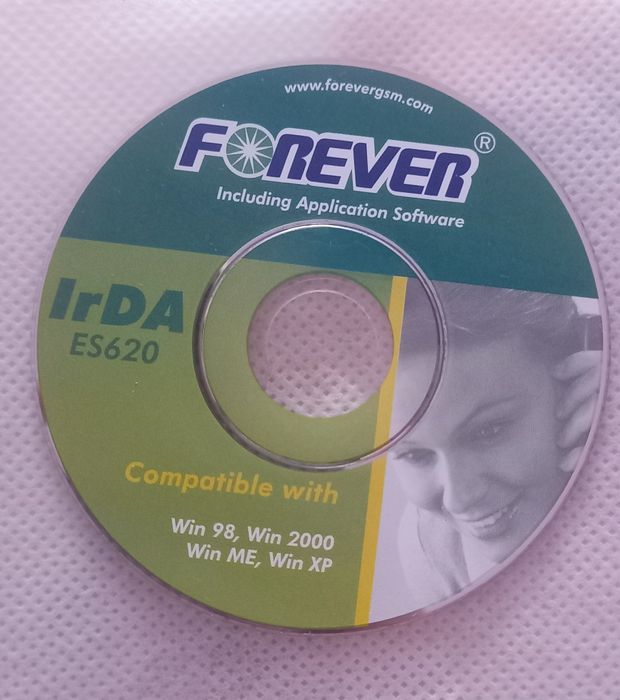 www.forevergsm.com
FOREVER®
Including Application Software
IrDA
ES620
Compatible with
Win 98, Win 2000
Win ME, Win XP